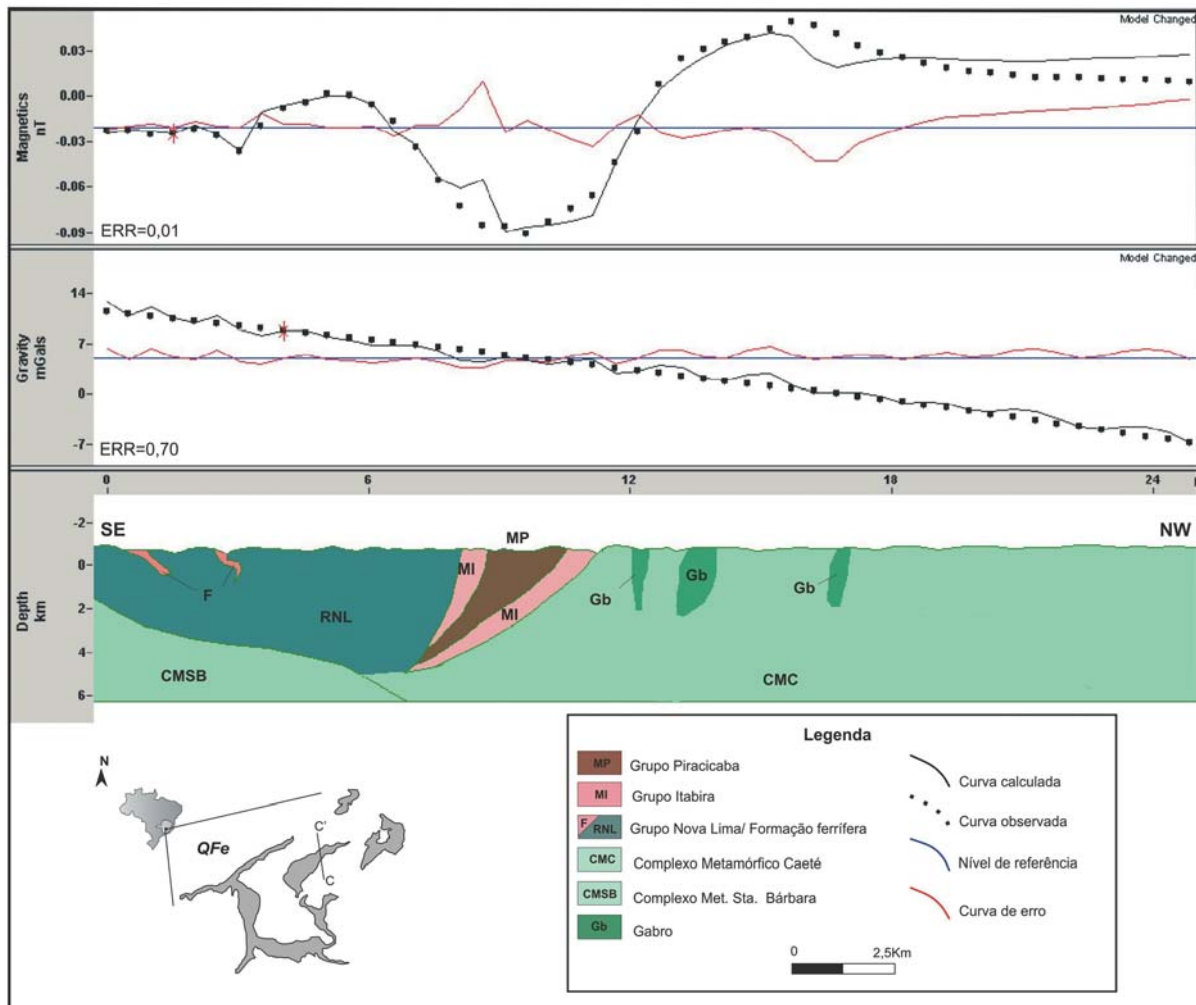 Model Changed
Magnetics
nT
0.03
0.00
-0.03
-0.06
-0.09
ERR=0,01
Model Changed
Gravity
mGals
14
7
0
-7
ERR=0,70
0 6 12 18 24
Depth
km
-2
0
2
4
6
SE MP NW
MI
F
Gb
Gb
Gb
RNL
MI
CMSB
CMC
N
QFe
C'
C
Legenda
MP Grupo Piracicaba
MI Grupo Itabira
F RNL Grupo Nova Lima/ Formação ferrífera
CMC Complexo Metamórfico Caeté
CMSB Complexo Met. Sta. Bárbara
Gb Gabro
Curva calculada
Curva observada
Nível de referência
Curva de erro
0 2,5Km